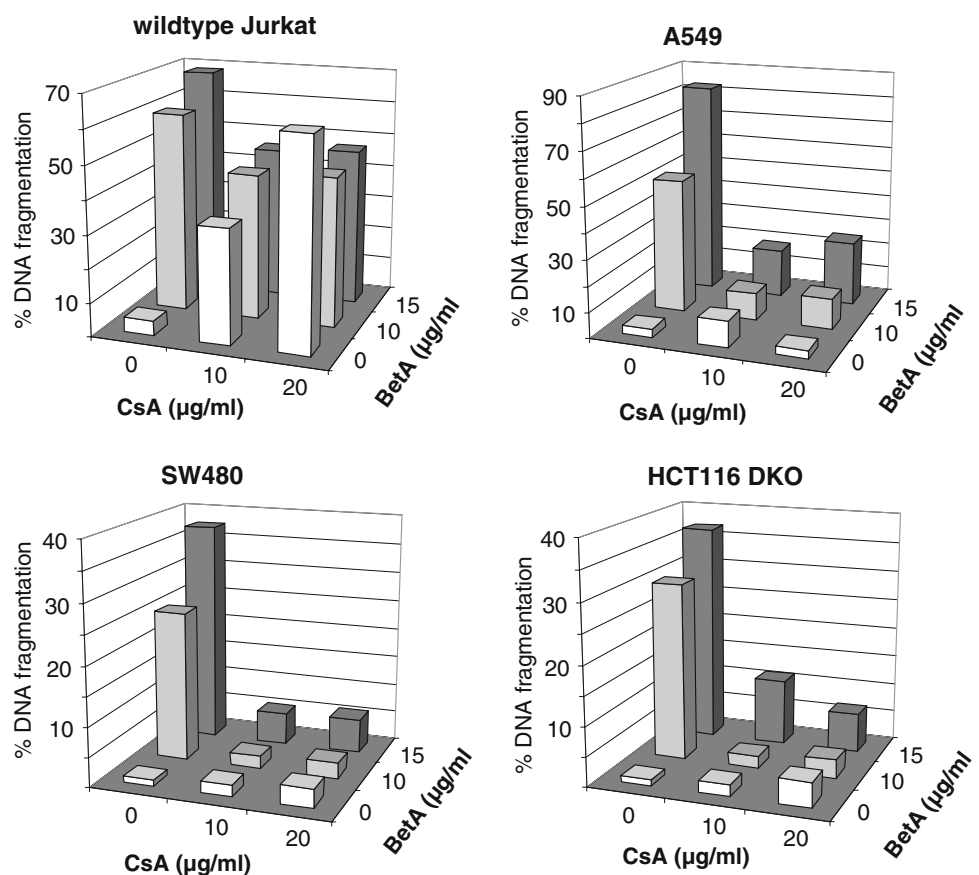 wildtype Jurkat
% DNA fragmentation
70
50
30
10
0
10
20
CsA (µg/ml)
0
10
15
BetA (µg/ml)
A549
% DNA fragmentation
90
70
50
30
10
0
10
20
CsA (µg/ml)
0
10
15
BetA (µg/ml)
SW480
% DNA fragmentation
40
30
20
10
0
10
20
CsA (µg/ml)
0
10
15
BetA (µg/ml)
HCT116 DKO
% DNA fragmentation
40
30
20
10
0
10
20
CsA (µg/ml)
0
10
15
BetA (µg/ml)